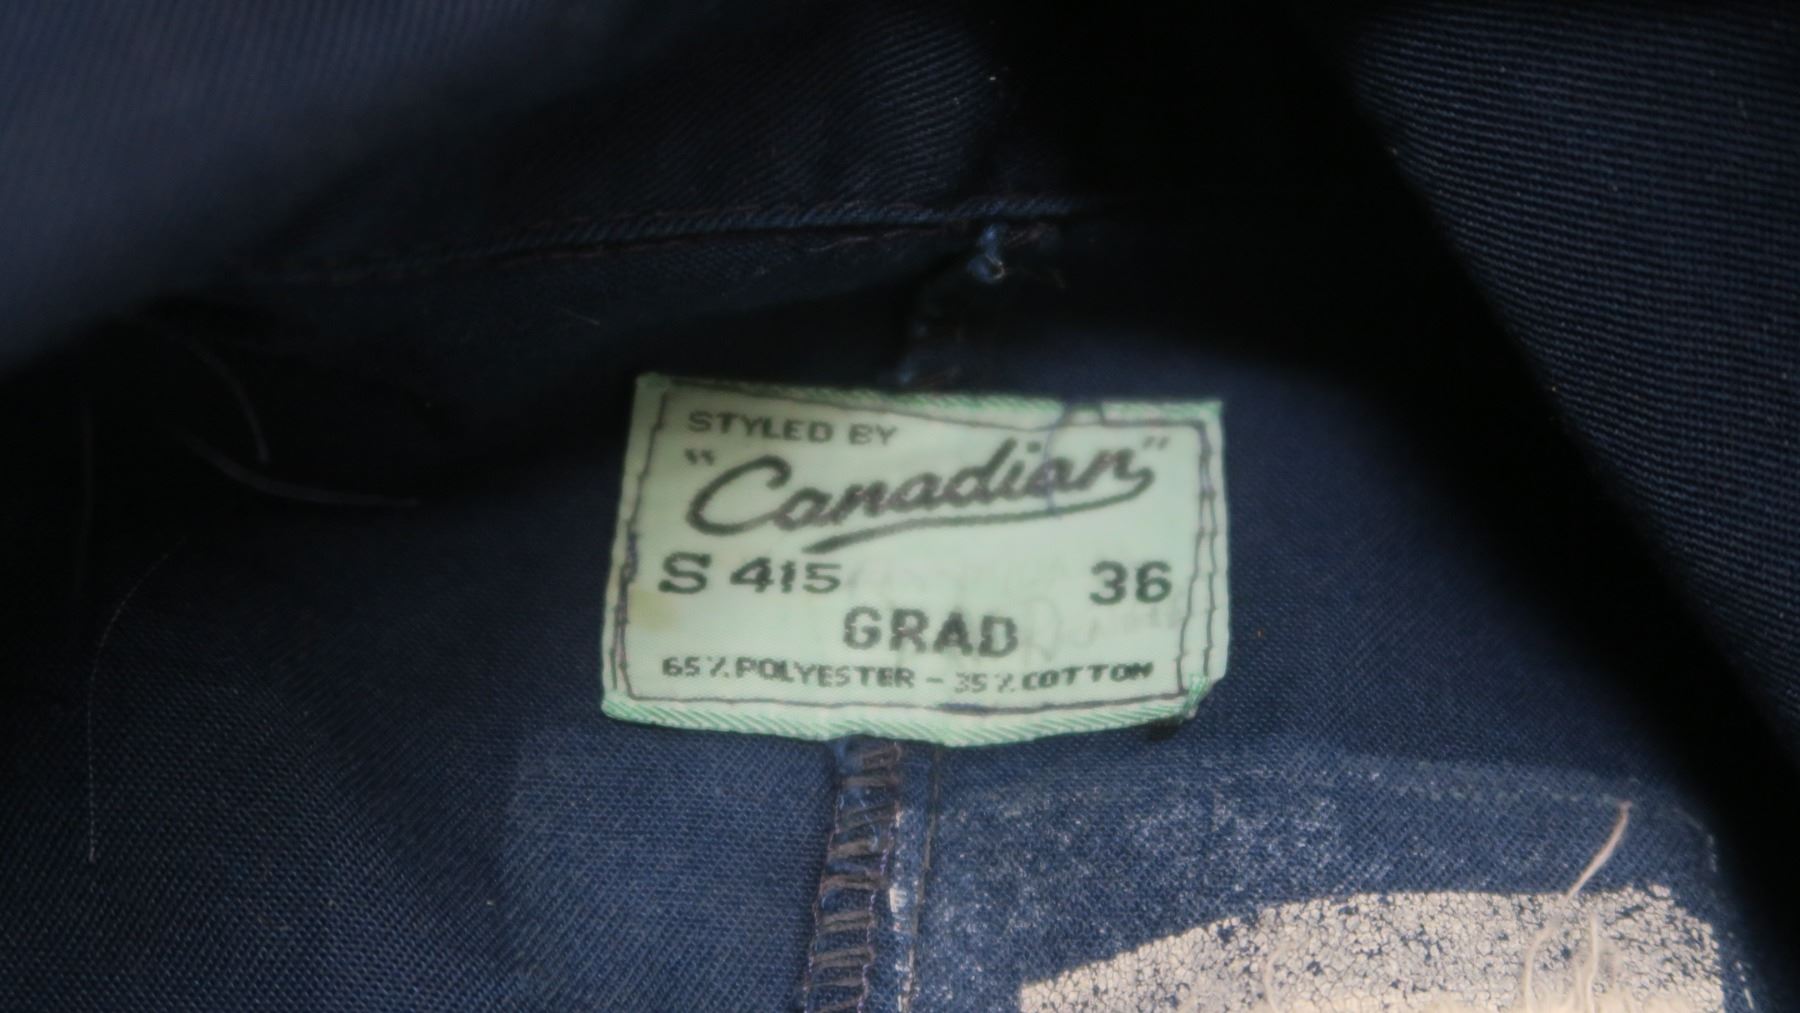 STYLED BY
"Canadian"
S 415 36
GRAD
65% POLYESTER - 35% COTTON